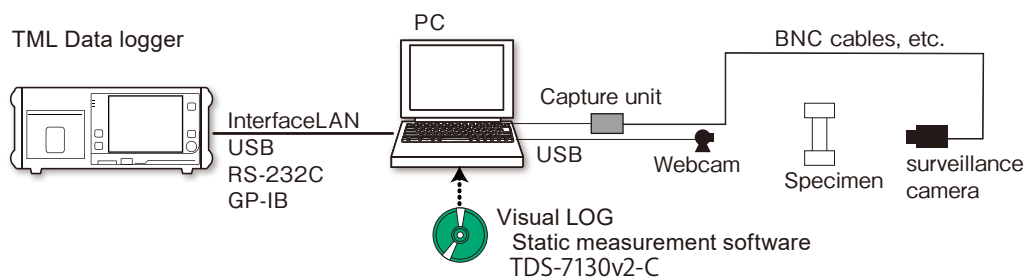 PC
TML Data logger
BNC cables, etc.
Capture unit
InterfaceLAN
USB
RS-232C
GP-IB
USB
Webcam
Specimen
surveillance
camera
Visual LOG
Static measurement software
TDS-7130v2-C